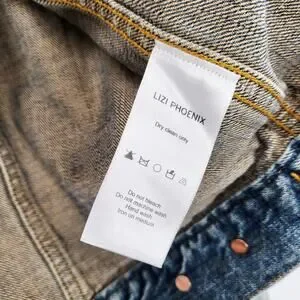 LIZI PHOENIX
Dry clean only
Do not bleach
Do not machine wash
Hand wash
Iron on medium